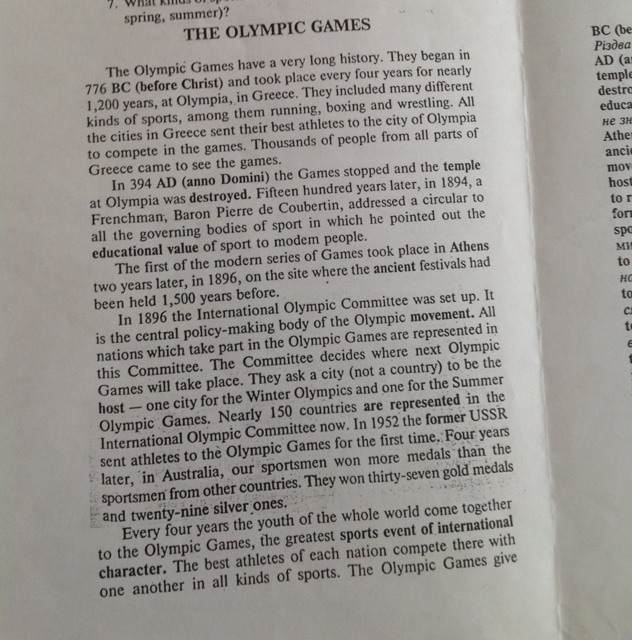 7. What kinds of
spring, summer)?
THE OLYMPIC GAMES
The Olympic Games have a very long history. They began in
776 BC (before Christ) and took place every four years for nearly
1,200 years, at Olympia, in Greece. They included many different
kinds of sports, among them running, boxing and wrestling. All
the cities in Greece sent their best athletes to the city of Olympia
to compete in the games. Thousands of people from all parts of
Greece came to see the games.
In 394 AD (anno Domini) the Games stopped and the temple
at Olympia was destroyed. Fifteen hundred years later, in 1894, a
Frenchman, Baron Pierre de Coubertin, addressed a circular to
all the governing bodies of sport in which he pointed out the
educational value of sport to modem people.
The first of the modern series of Games took place in Athens
two years later, in 1896, on the site where the ancient festivals had
been held 1,500 years before.
In 1896 the International Olympic Committee was set up. It
is the central policy-making body of the Olympic movement. All
nations which take part in the Olympic Games are represented in
this Committee. The Committee decides where next Olympic
Games will take place. They ask a city (not a country) to be the
host — one city for the Winter Olympics and one for the Summer
Olympic Games. Nearly 150 countries are represented in the
International Olympic Committee now. In 1952 the former USSR
sent athletes to the Olympic Games for the first time. Four years
later, in Australia, our sportsmen won more medals than the
sportsmen from other countries. They won thirty-seven gold medals
and twenty-nine silver ones.
Every four years the youth of the whole world come together
to the Olympic Games, the greatest sports event of international
character. The best athletes of each nation compete there with
one another in all kinds of sports. The Olympic Games give
BC (be
Різдва
AD (a
temple
destro
educa
не зн
Athe
ancie
mov
host
to r
for
spo
ми
to
но
to